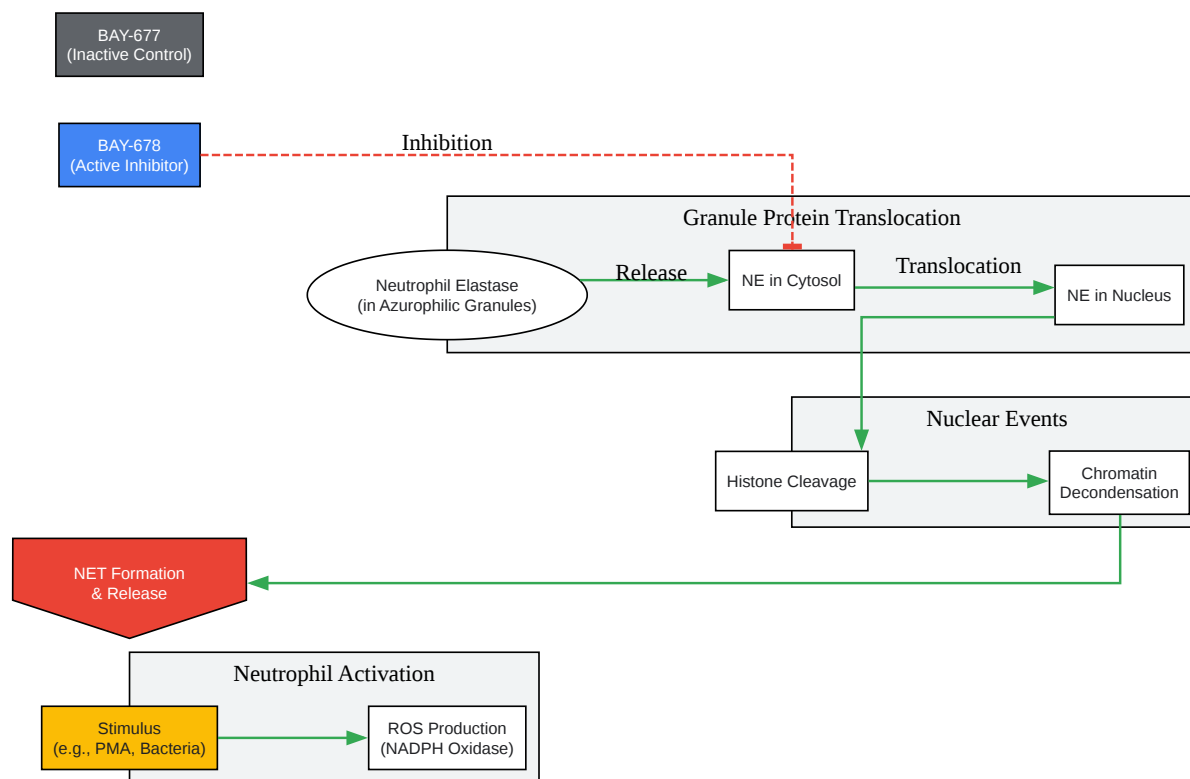 BAY-677
(Inactive Control)
BAY-678
(Active Inhibitor)
Inhibition
Granule Protein Translocation
Neutrophil Elastase
(in Azurophilic Granules)
Release
NE in Cytosol
Translocation
NE in Nucleus
Nuclear Events
Histone Cleavage
Chromatin
Decondensation
NET Formation
& Release
Neutrophil Activation
Stimulus
(e.g., PMA, Bacteria)
ROS Production
(NADPH Oxidase)